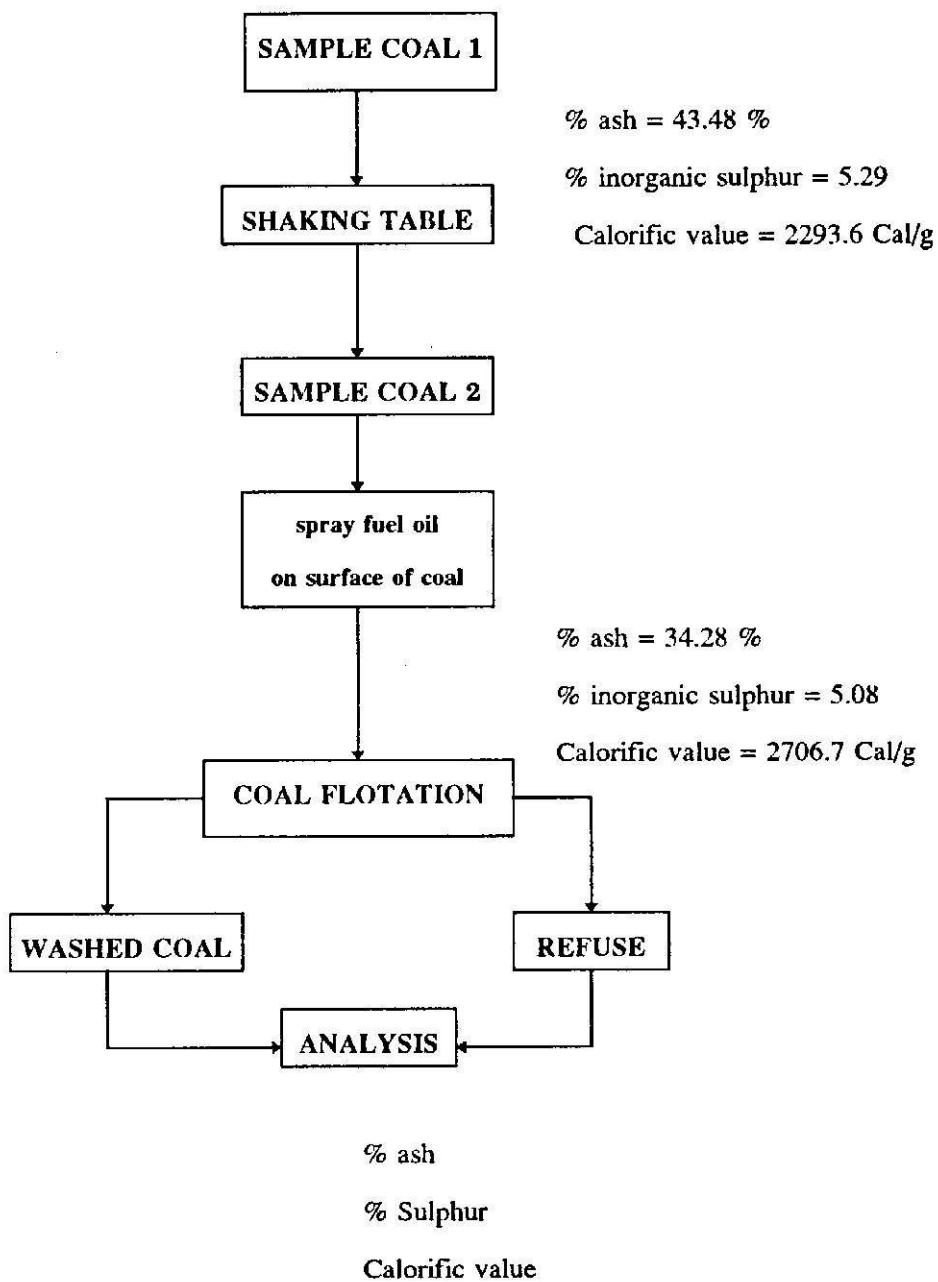 SAMPLE COAL 1
% ash = 43.48 %
% inorganic sulphur = 5.29
Calorific value = 2293.6 Cal/g
SHAKING TABLE
SAMPLE COAL 2
spray fuel oil
on surface of coal
% ash = 34.28 %
% inorganic sulphur = 5.08
Calorific value = 2706.7 Cal/g
COAL FLOTATION
WASHED COAL
REFUSE
ANALYSIS
% ash
% Sulphur
Calorific value